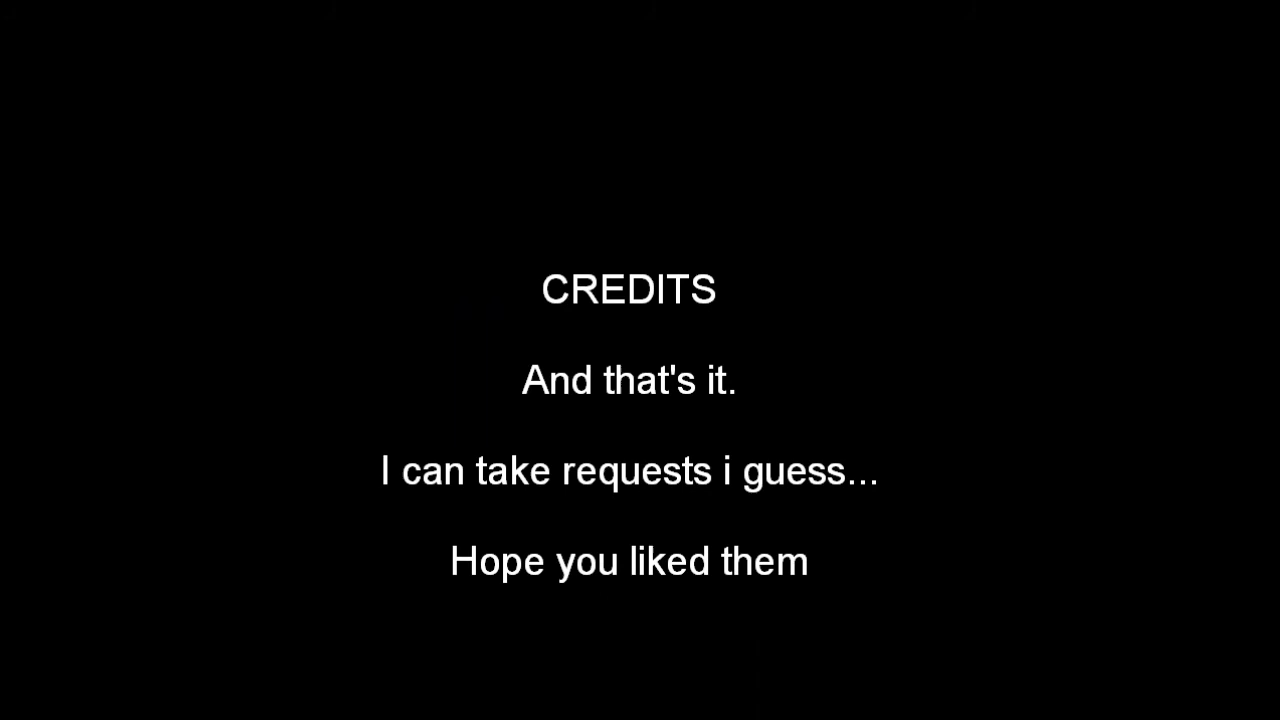 CREDITS
And that's it.
I can take requests i guess...
Hope you liked them